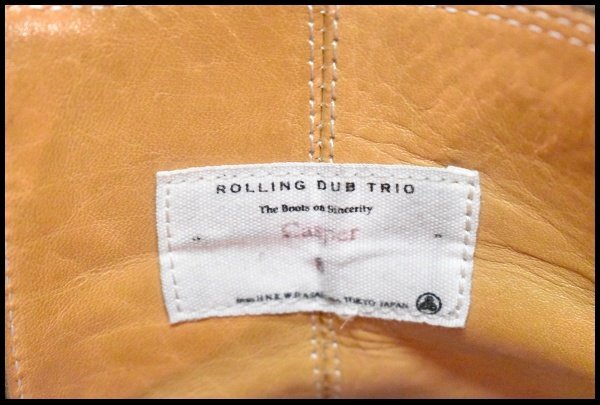 ROLLING DUB TRIO
The Boots on Sincerity
" Casper "
TOKYO JAPAN